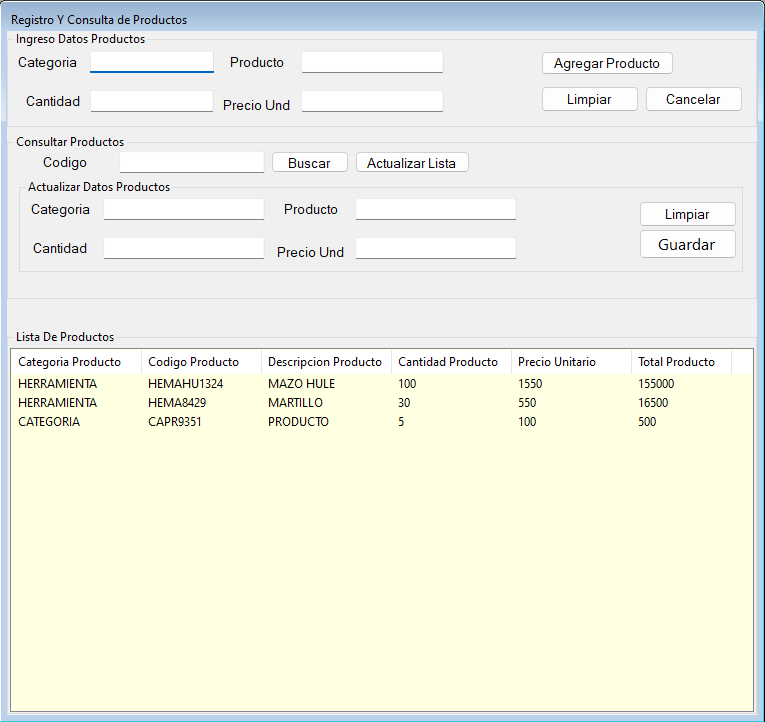 Registro Y Consulta de Productos
Ingreso Datos Productos
Categoria Producto Agregar Producto
Cantidad Precio Und Limpiar Cancelar
Consultar Productos
Codigo Buscar Actualizar Lista
Actualizar Datos Productos
Categoria Producto Limpiar
Cantidad Precio Und Guardar
Lista De Productos
Categoria Producto Codigo Producto Descripcion Producto Cantidad Producto Precio Unitario Total Producto
HERRAMIENTA HEMAHU1324 MAZO HULE 100 1550 155000
HERRAMIENTA HEMA8429 MARTILLO 30 550 16500
CATEGORIA CAPR9351 PRODUCTO 5 100 500